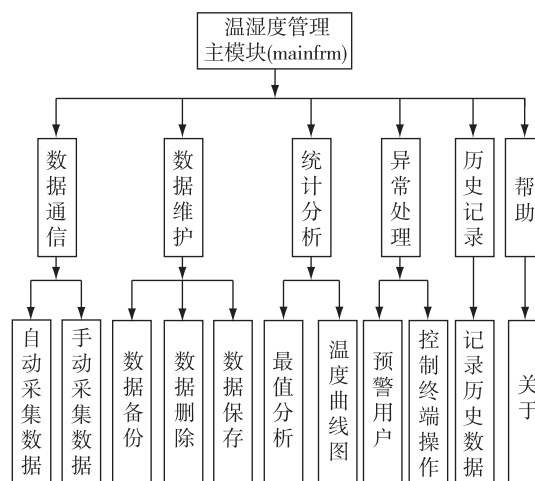 温湿度管理
主模块(mainfrm)
数据通信
数据维护
统计分析
异常处理
历史记录
帮助
自动采集数据
手动采集数据
数据备份
数据删除
数据保存
最值分析
温度曲线图
预警用户
控制终端操作
记录历史数据
关于